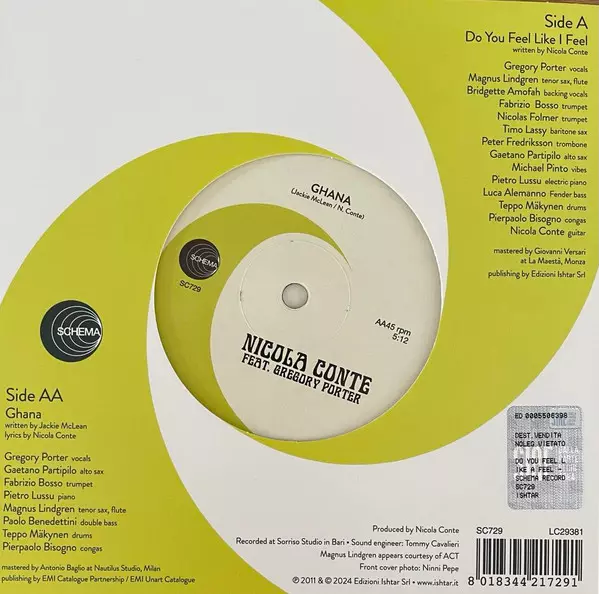 Side A
Do You Feel Like I Feel
written by Nicola Conte
Gregory Porter vocals
Magnus Lindgren tenor sax, flute
Bridgette Amofah backing vocals
Fabrizio Bosso trumpet
Nicolas Folmer trumpet
Timo Lassy baritone sax
Peter Fredriksson trombone
Gaetano Partipilo alto sax
Michael Pinto vibes
Pietro Lussu electric piano
Luca Alemanno Fender bass
Teppo Mäkynen drums
Pierpaolo Bisogno congas
Nicola Conte guitar
mastered by Giovanni Versari
at La Maestá, Monza
publishing by Edizioni Ishtar Srl
GHANA
(Jackie McLean / N. Conte)
SCHEMA
SC729
AA45 rpm
5:12
NICOLA CONTE
FEAT. GREGORY PORTER
SCHEMA
Side AA
Ghana
written by Jackie McLean
lyrics by Nicola Conte
Gregory Porter vocals
Gaetano Partipilo alto sax
Fabrizio Bosso trumpet
Pietro Lussu piano
Magnus Lindgren tenor sax, flute
Paolo Benedettini double bass
Teppo Mäkynen drums
Pierpaolo Bisogno congas
mastered by Antonio Baglio at Nautilus Studio, Milan
publishing by EMI Catalogue Partnership / EMI Unart Catalogue
ED 0005506398
DEST.VENDITA
NOLEG.VIETATO
DO YOU FEEL L
IKE A FEEL -
SCHEMA RECORD
SC729
ISHTAR
Produced by Nicola Conte
Recorded at Sorriso Studio in Bari • Sound engineer: Tommy Cavalieri
Magnus Lindgren appears courtesy of ACT
Front cover photo: Ninni Pepe
℗ 2011 & © 2024 Edizioni Ishtar Srl • www.ishtar.it
SC729 LC29381
8 018344 217291